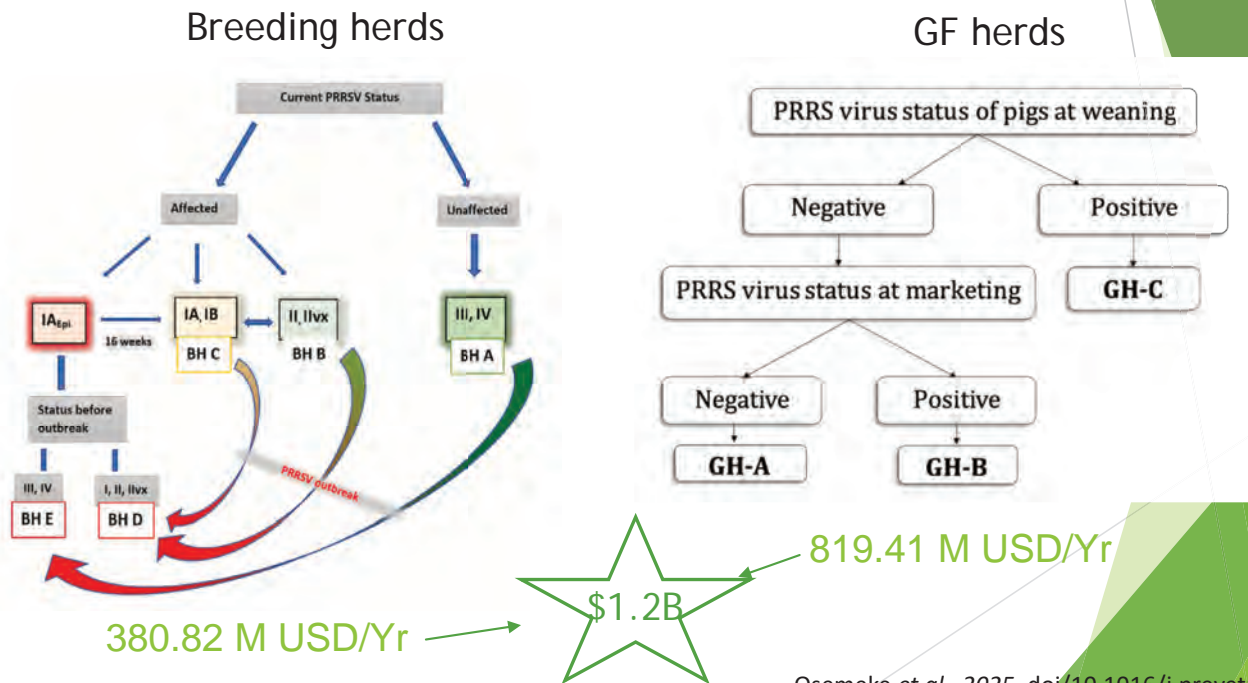 Breeding herds
Current PRRSV Status
Affected
Unaffected
IAEpi
16 weeks
IA, IB
BH C
II, IIvx
BH B
III, IV
BH A
Status before
outbreak
III, IV
BH E
I, II, IIvx
BH D
PRRSV outbreak
380.82 M USD/Yr
$1.2B
GF herds
PRRS virus status of pigs at weaning
Negative
Positive
PRRS virus status at marketing
GH-C
Negative
Positive
GH-A
GH-B
819.41 M USD/Yr